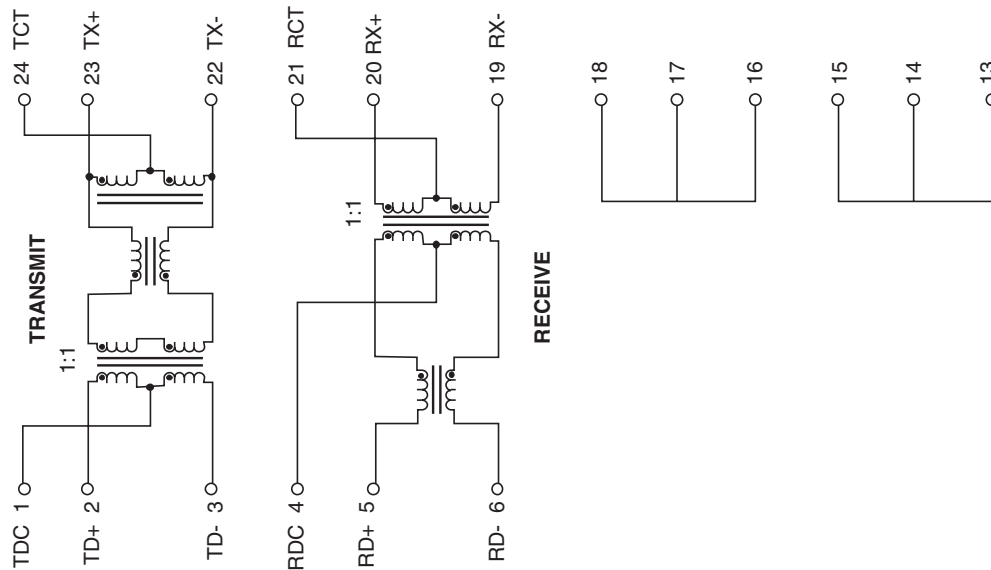 24 TCT
23 TX+
22 TX-
21 RCT
20 RX+
19 RX-
18
17
16
15
14
13
TRANSMIT
1:1
1:1
RECEIVE
TDC 1
TD+ 2
TD- 3
RDC 4
RD+ 5
RD- 6